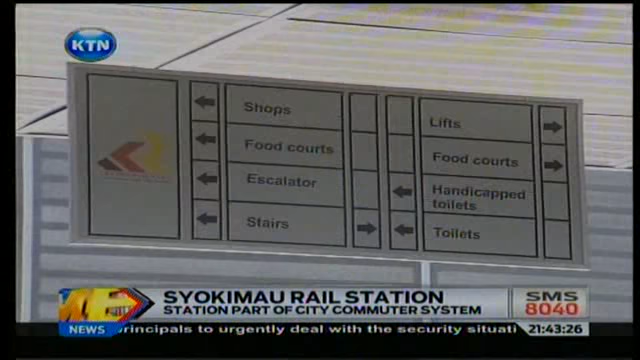 KTN
Shops
Food courts
Escalator
Stairs
Lifts
Food courts
Handicapped
toilets
Toilets
SYOKIMAU RAIL STATION
STATION PART OF CITY COMMUTER SYSTEM
SMS
8040
NEWS
rincipals to urgently deal with the security situati
21:43:26